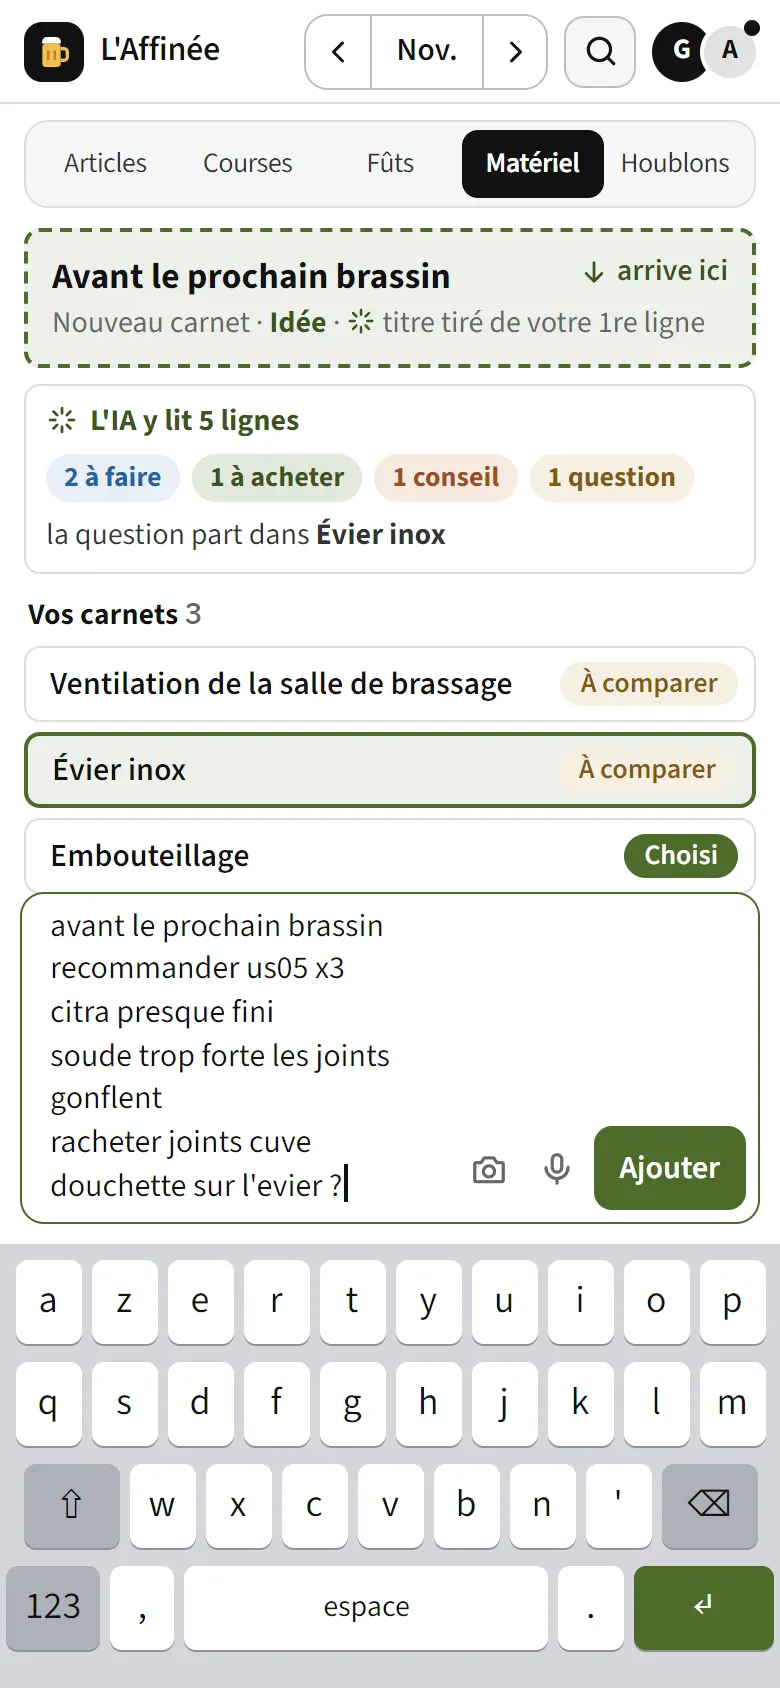 L'Affinée
Nov.
G
A
Articles Courses Fûts Matériel Houblons
Avant le prochain brassin
↓ arrive ici
Nouveau carnet · Idée · titre tiré de votre 1re ligne
L'IA y lit 5 lignes
2 à faire 1 à acheter 1 conseil 1 question
la question part dans Évier inox
Vos carnets 3
Ventilation de la salle de brassage À comparer
Évier inox À comparer
Embouteillage Choisi
avant le prochain brassin
recommander us05 x3
citra presque fini
soude trop forte les joints
gonflent
racheter joints cuve
douchette sur l'evier ?
Ajouter
a z e r t y u i o p
q s d f g h j k l m
⇧ w x c v b n ' ⌫
123 , espace . ↵